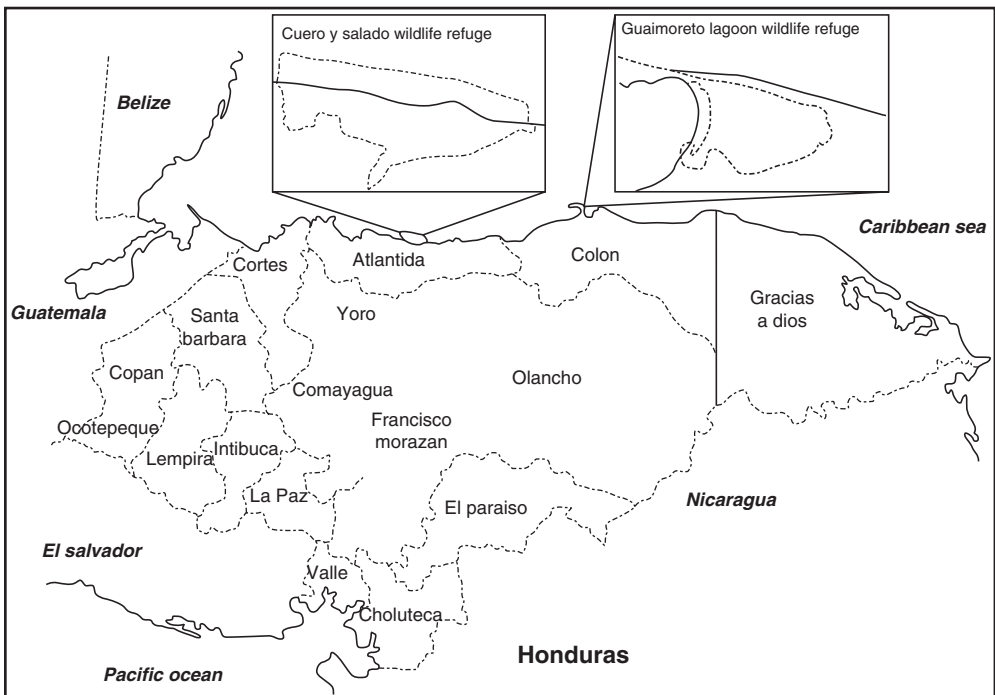 Cuero y salado wildlife refuge
Guaimoreto lagoon wildlife refuge
Belize
Caribbean sea
Cortes
Atlantida
Colon
Guatemala
Santa
barbara
Yoro
Gracias
a dios
Copan
Comayagua
Olancho
Ocotepeque
Francisco
morazan
Lempira
Intibuca
La Paz
El paraiso
Nicaragua
El salvador
Valle
Choluteca
Honduras
Pacific ocean